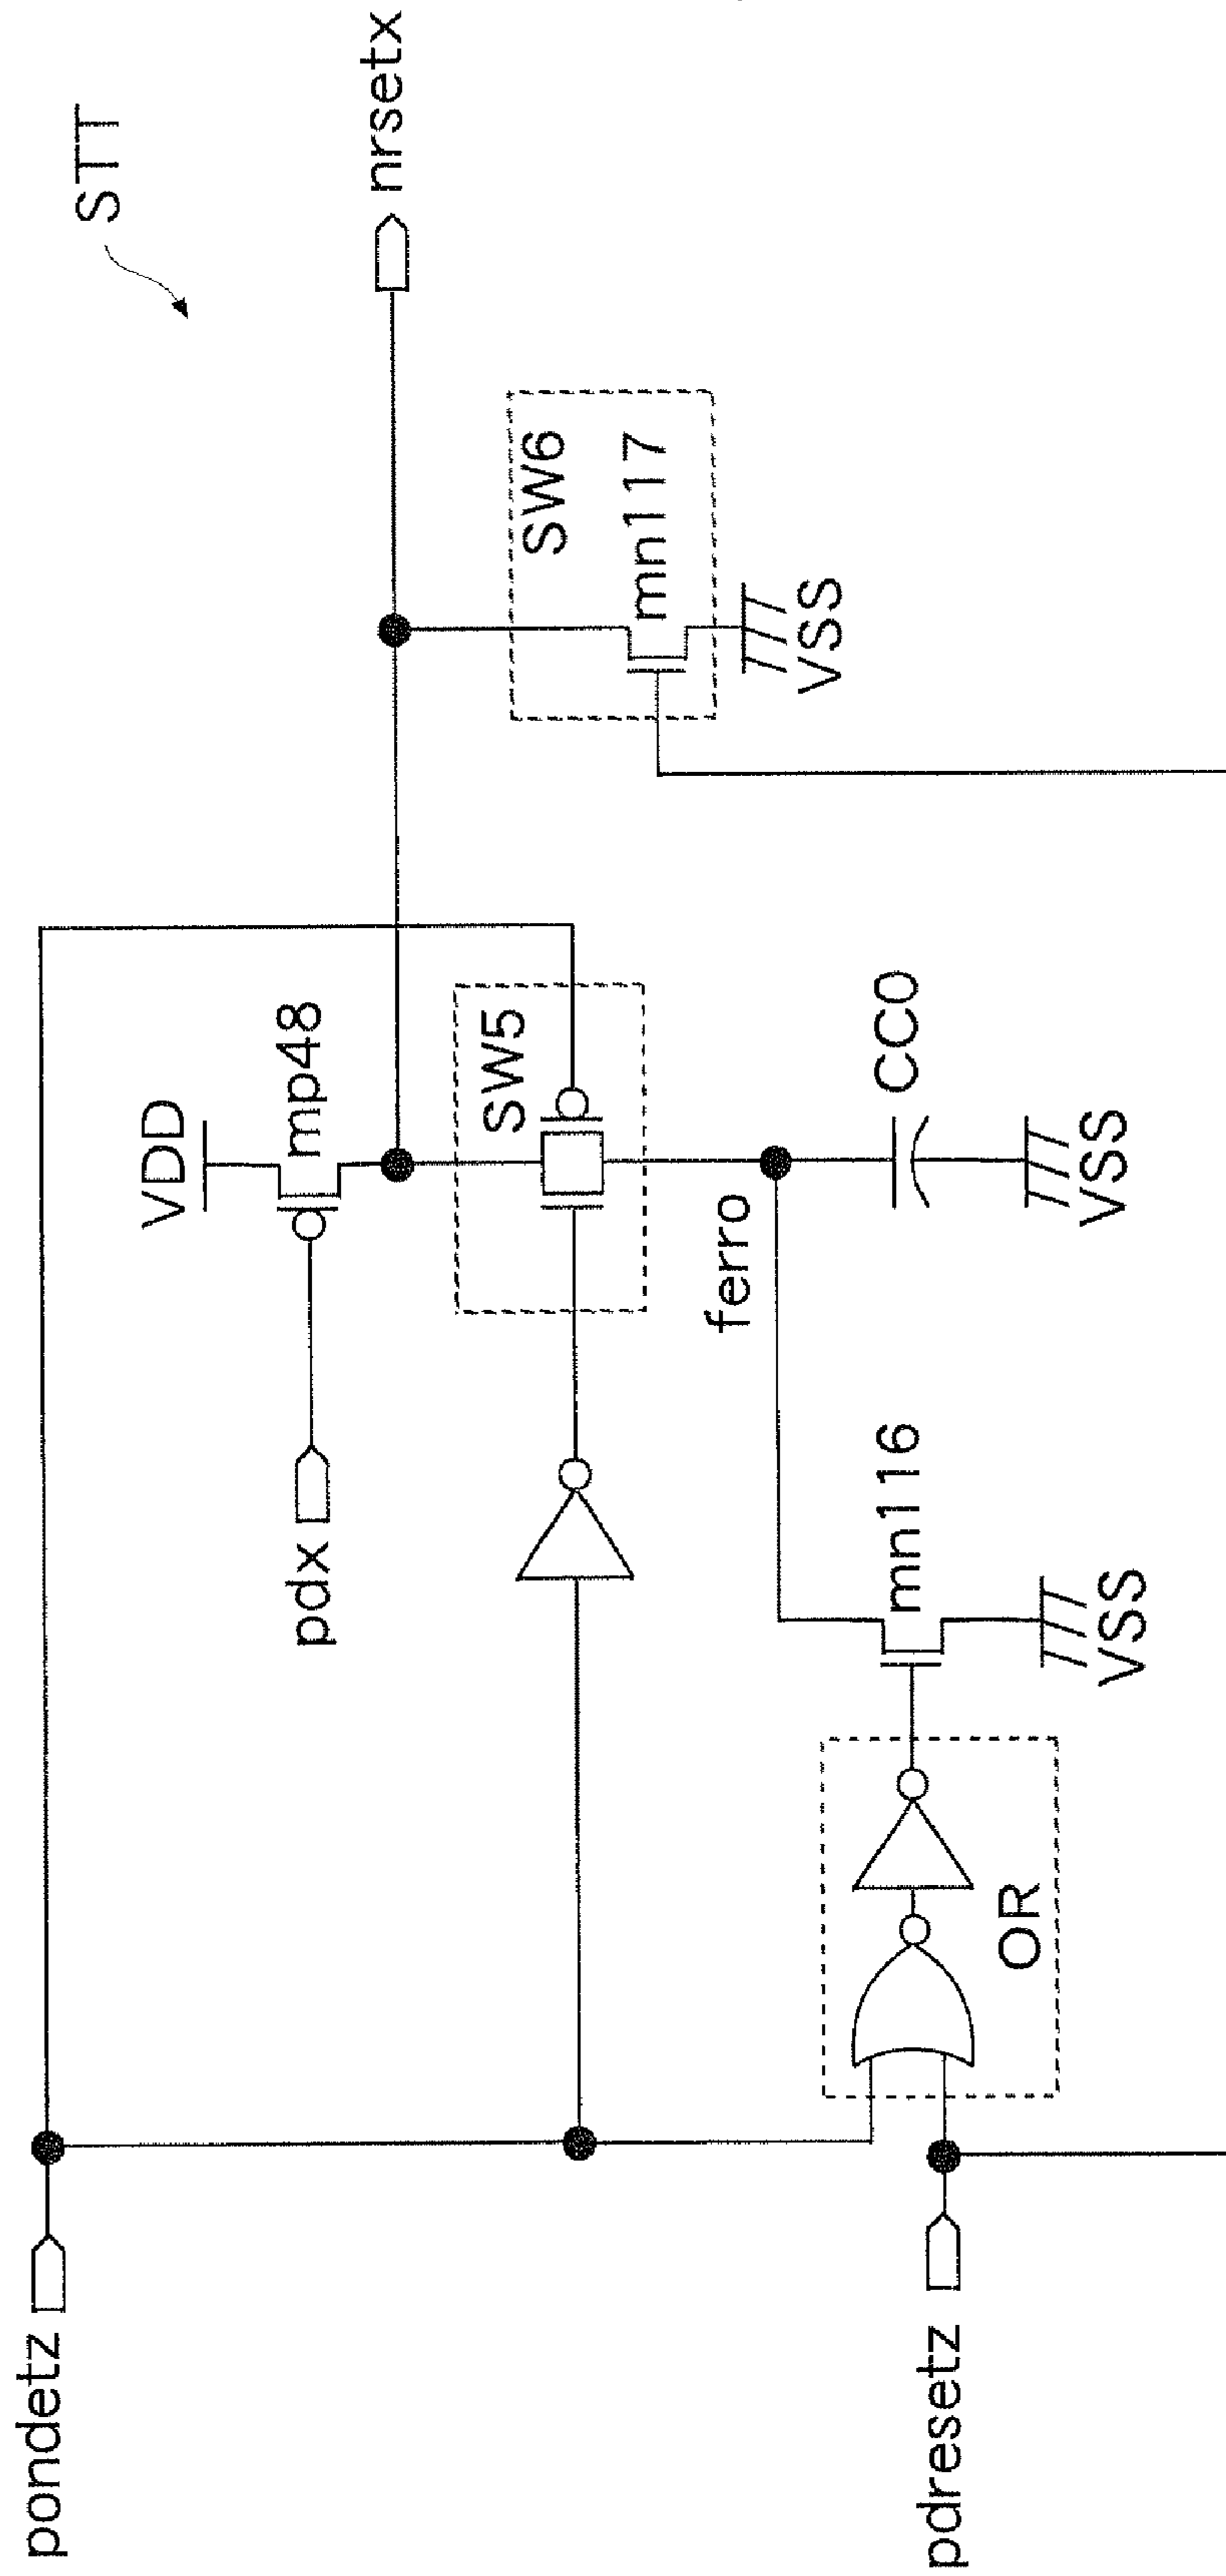 STT
pondetz
VDD
mp48
pdx
nrsetx
SW5
SW6
mn117
VSS
ferro
CC0
VSS
mn116
VSS
OR
pdresetz